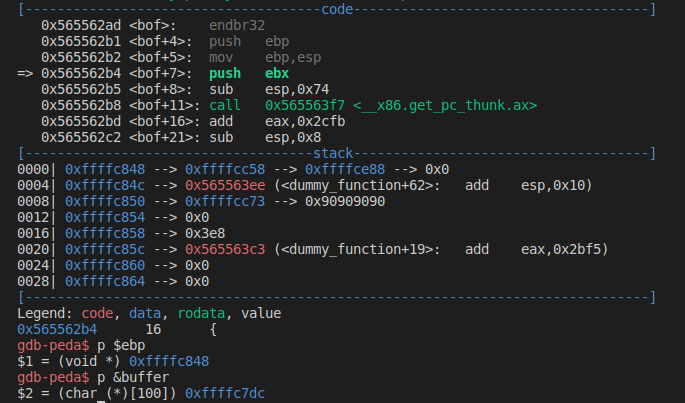 [-------------------------------------code-------------------------------------]
   0x565562ad <bof>:	endbr32
   0x565562b1 <bof+4>:	push   ebp
   0x565562b2 <bof+5>:	mov    ebp,esp
=> 0x565562b4 <bof+7>:	push   ebx
   0x565562b5 <bof+8>:	sub    esp,0x74
   0x565562b8 <bof+11>:	call   0x565563f7 <__x86.get_pc_thunk.ax>
   0x565562bd <bof+16>:	add    eax,0x2cfb
   0x565562c2 <bof+21>:	sub    esp,0x8
[------------------------------------stack-------------------------------------]
0000| 0xffffc848 --> 0xffffcc58 --> 0xffffce88 --> 0x0
0004| 0xffffc84c --> 0x565563ee (<dummy_function+62>:	add    esp,0x10)
0008| 0xffffc850 --> 0xffffcc73 --> 0x90909090
0012| 0xffffc854 --> 0x0
0016| 0xffffc858 --> 0x3e8
0020| 0xffffc85c --> 0x565563c3 (<dummy_function+19>:	add    eax,0x2bf5)
0024| 0xffffc860 --> 0x0
0028| 0xffffc864 --> 0x0
[------------------------------------------------------------------------------]
Legend: code, data, rodata, value
0x565562b4	16	{
gdb-peda$ p $ebp
$1 = (void *) 0xffffc848
gdb-peda$ p &buffer
$2 = (char (*)[100]) 0xffffc7dc